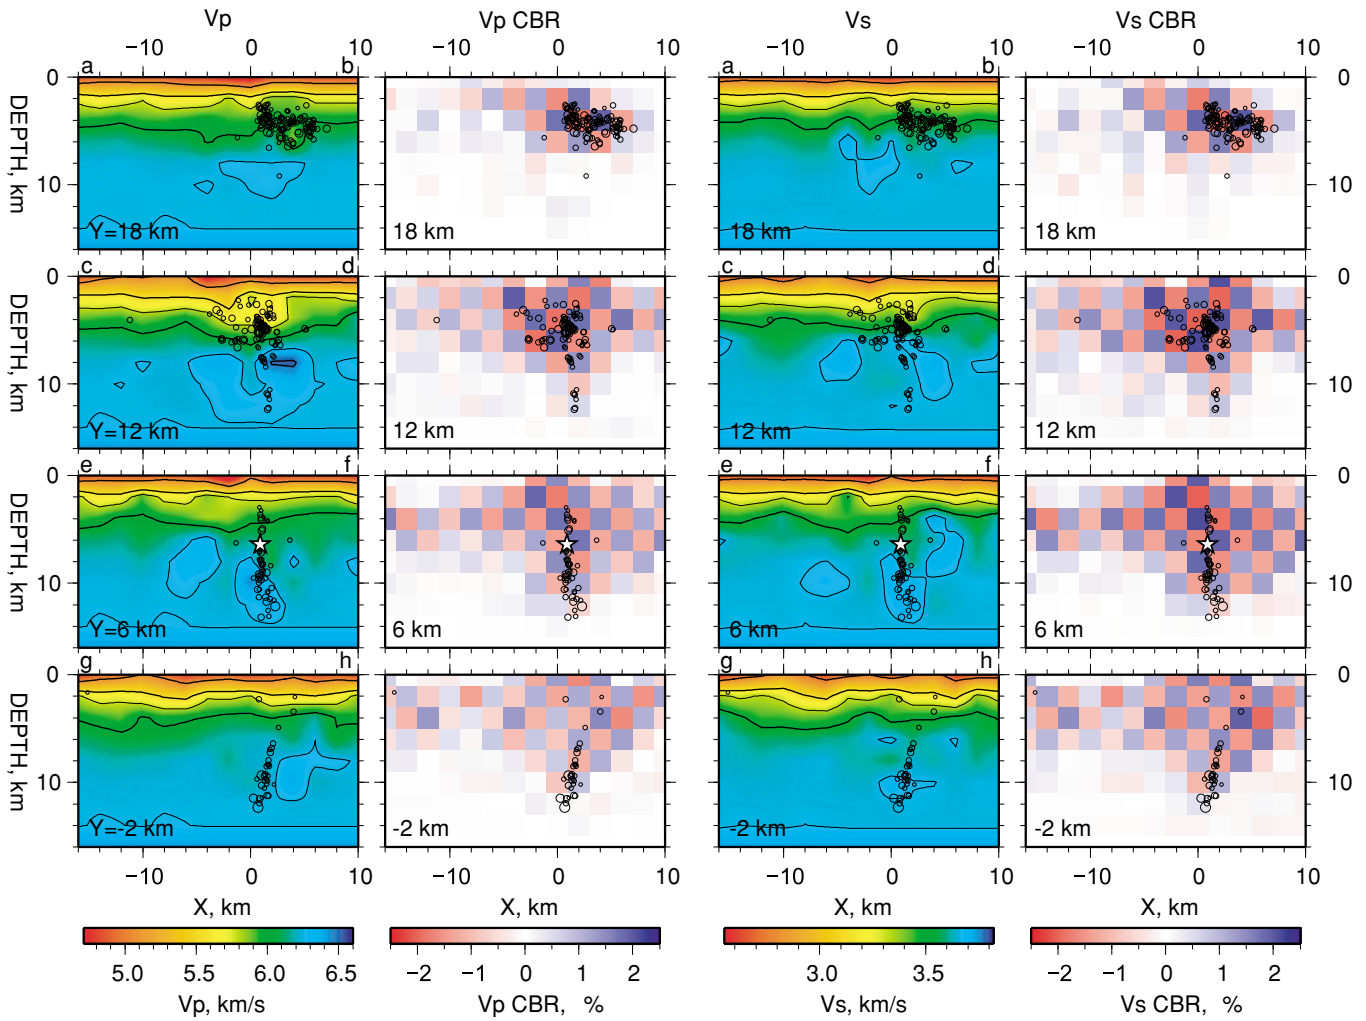 Vp Vp CBR Vs Vs CBR
−10 0 −10 0 10 −10 0 −10 0 10
a b a b
0 0
DEPTH, km
10 10
Y=18 km 18 km 18 km 18 km
c d c d
0 0
DEPTH, km
10 10
Y=12 km 12 km 12 km 12 km
e f e f
0 0
DEPTH, km
10 10
Y=6 km 6 km 6 km 6 km
g h g h
0 0
DEPTH, km
10 10
Y=-2 km -2 km -2 km -2 km
−10 0 −10 0 10 −10 0 −10 0 10
X, km X, km X, km X, km
5.0 5.5 6.0 6.5 −2 −1 0 1 2 3.0 3.5 −2 −1 0 1 2
Vp, km/s Vp CBR, % Vs, km/s Vs CBR, %